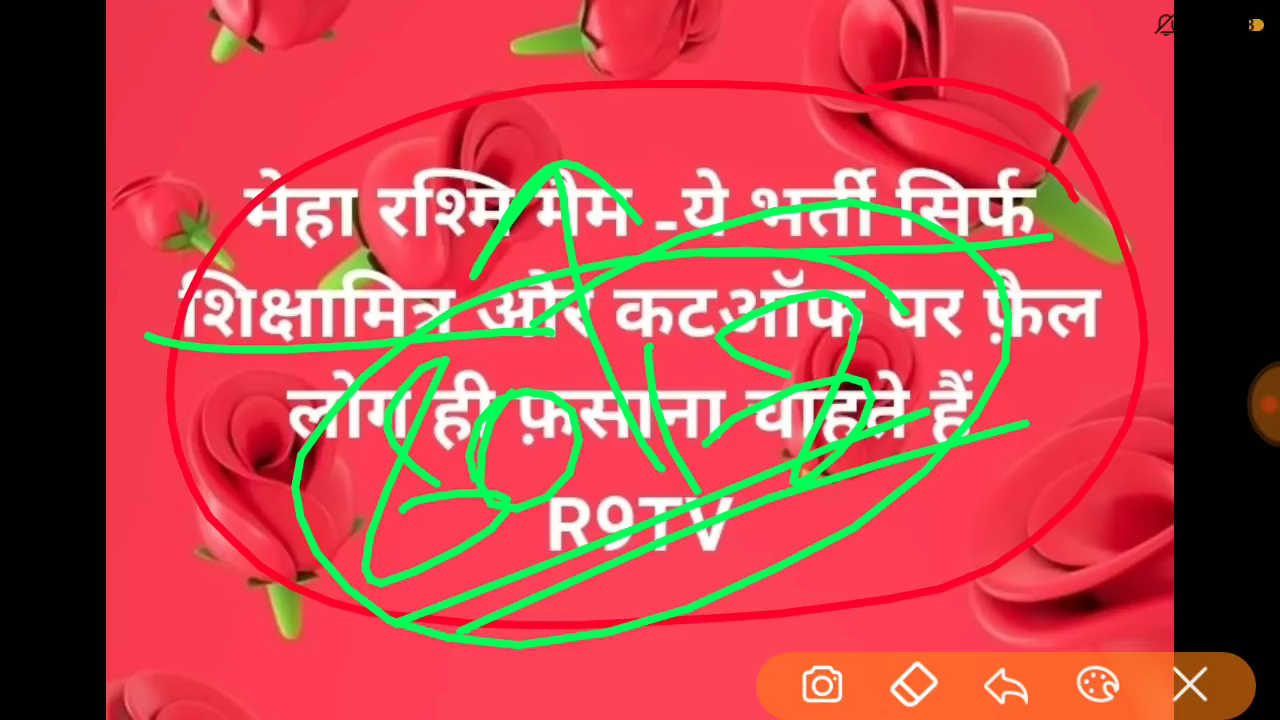 मेहा रश्मि मैम -ये भर्ती सिर्फ
शिक्षामित्र और कटऑफ पर फ़ैल
लोग ही फ़साना चाहते हैं
R9TV